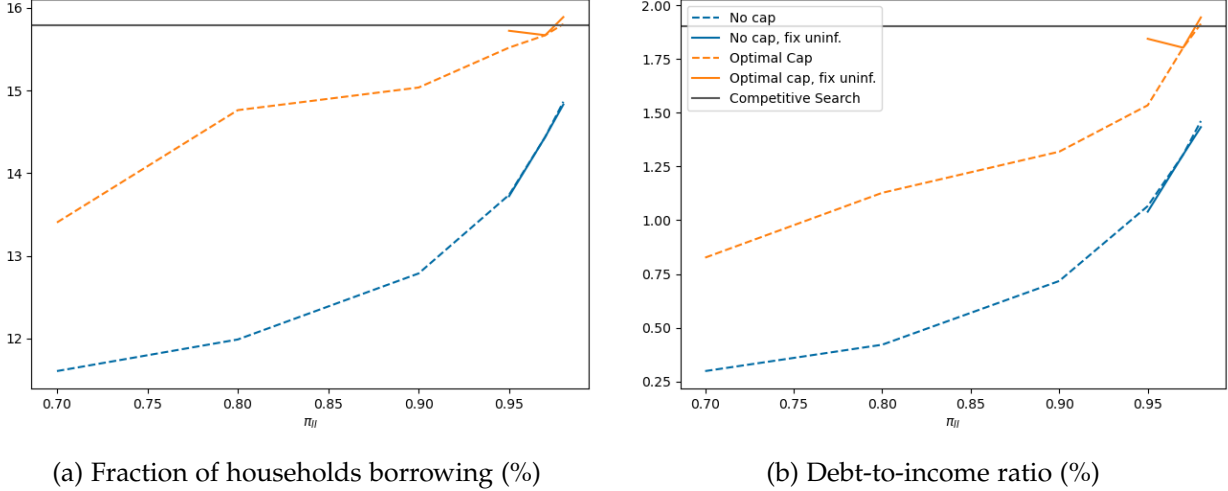 16
15
14
13
12
0.70 0.75 0.80 0.85 0.90 0.95
π_II
(a) Fraction of households borrowing (%)
2.00
1.75
1.50
1.25
1.00
0.75
0.50
0.25
No cap
No cap, fix uninf.
Optimal Cap
Optimal cap, fix uninf.
Competitive Search
0.70 0.75 0.80 0.85 0.90 0.95
π_II
(b) Debt-to-income ratio (%)